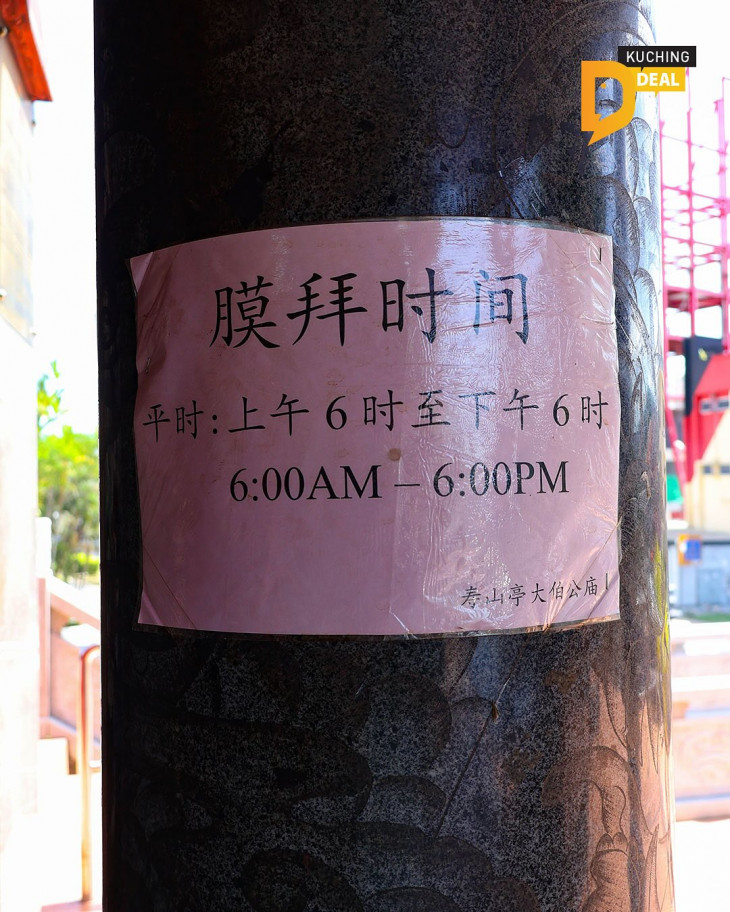 KUCHING
DEAL
膜拜时间
平时:上午 6 时至下午 6 时
6:00AM – 6:00PM
寿山亭大伯公庙